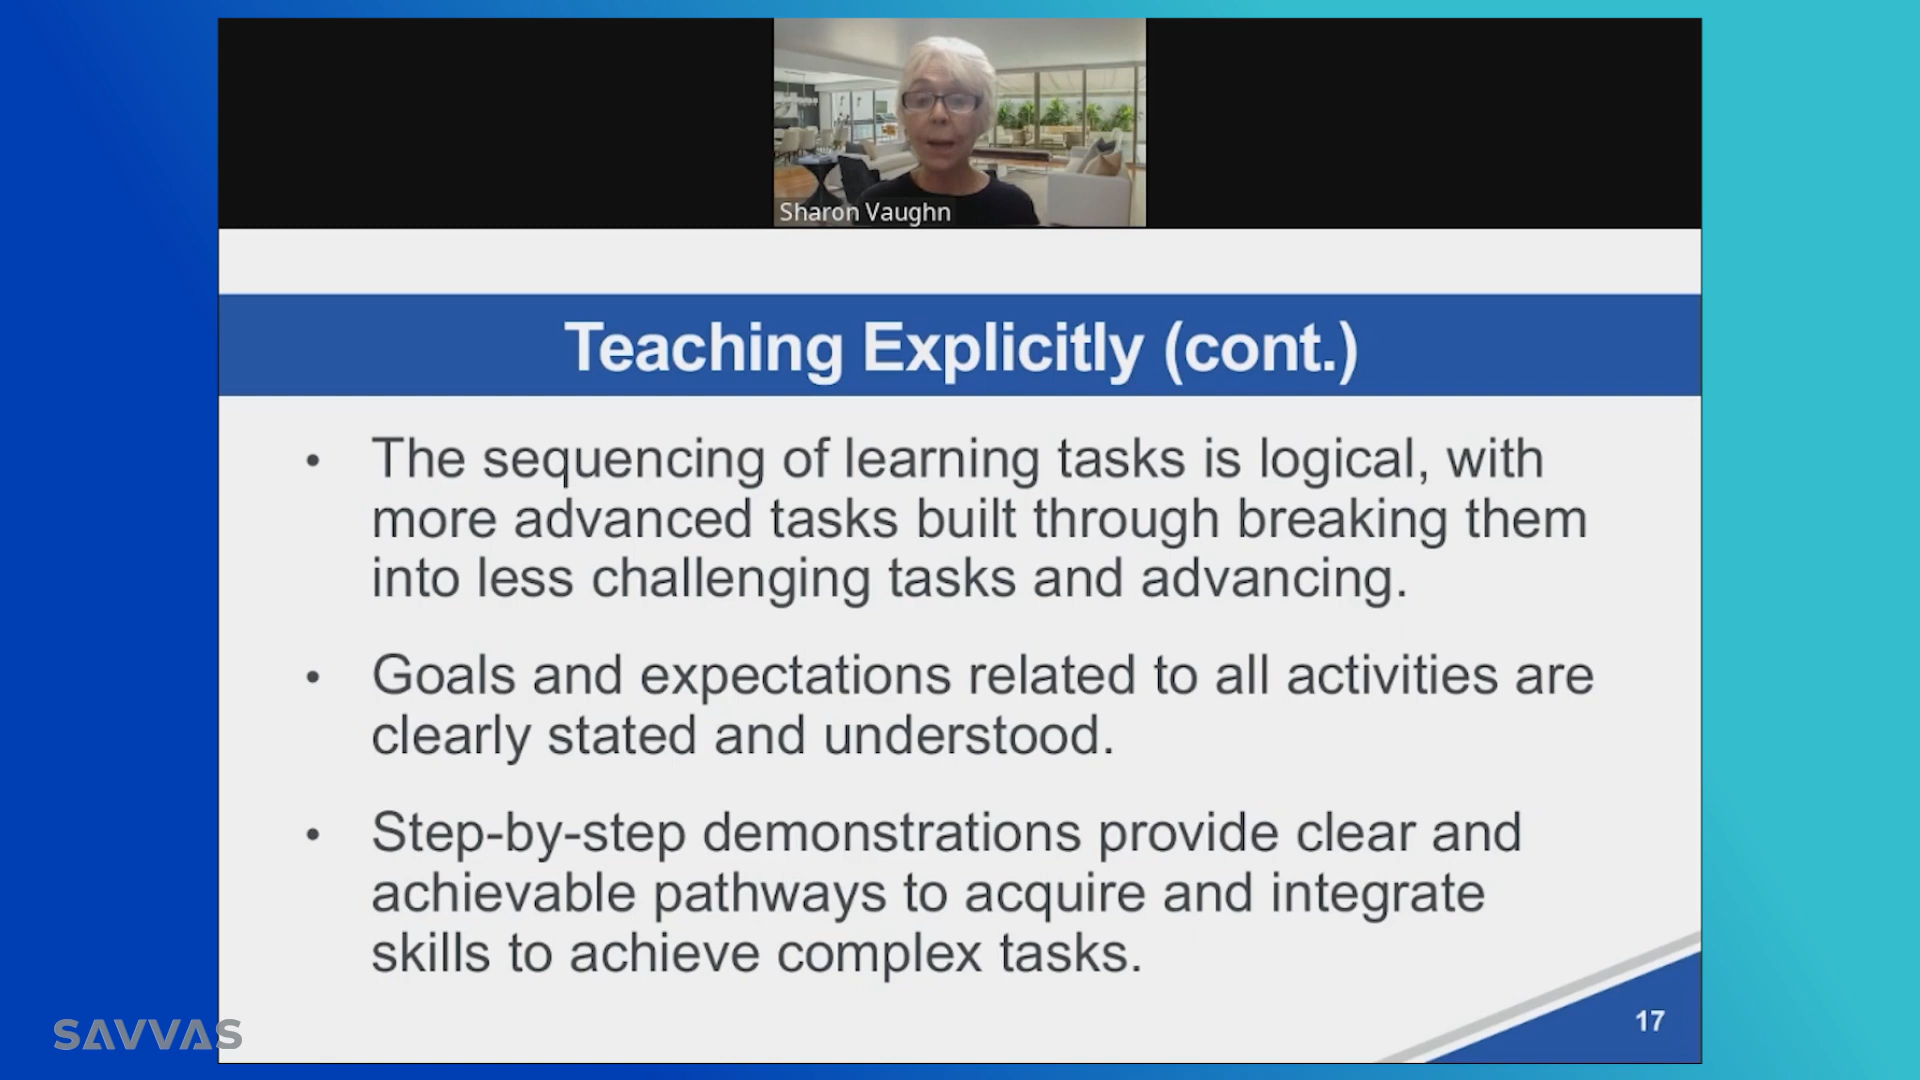 Sharon Vaughn
Teaching Explicitly (cont.)
• The sequencing of learning tasks is logical, with
more advanced tasks built through breaking them
into less challenging tasks and advancing.
• Goals and expectations related to all activities are
clearly stated and understood.
• Step-by-step demonstrations provide clear and
achievable pathways to acquire and integrate
skills to achieve complex tasks.
17
SAVVAS